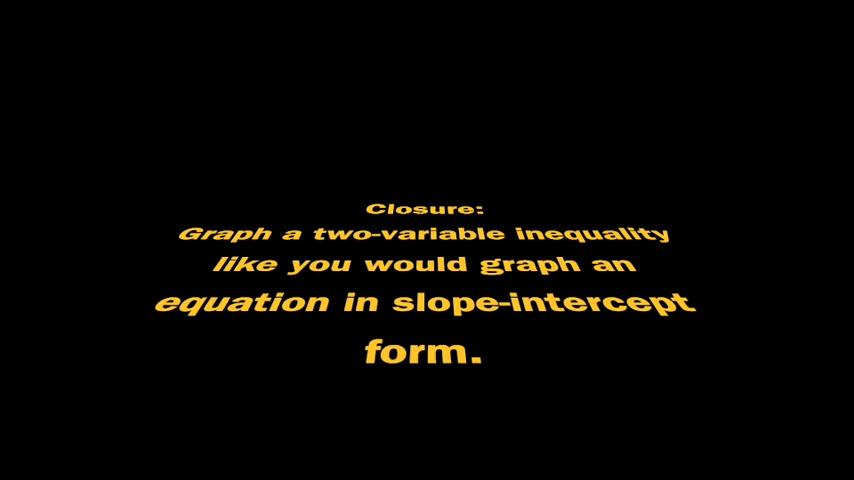 Closure:
Graph a two-variable inequality
like you would graph an
equation in slope-intercept
form.